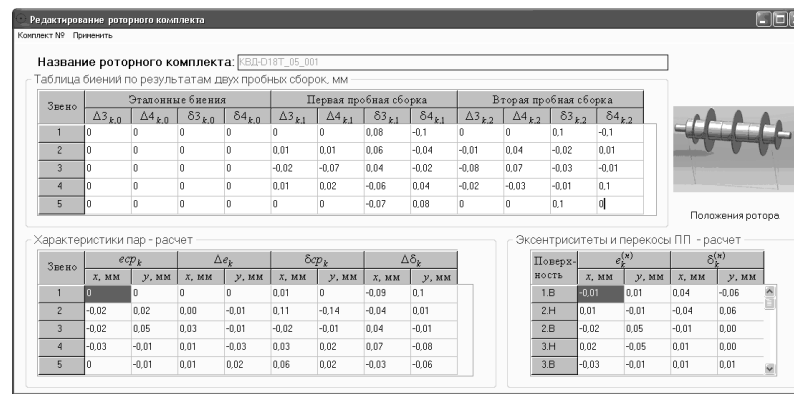 Редактирование роторного комплекта
Комплект № Применить
Название роторного комплекта: КВД-D18T_05_001
Таблица биений по результатам двух пробных сборок, мм
Звено Эталонные биения Первая пробная сборка Вторая пробная сборка
Δ3k,0 Δ4k,0 δ3k,0 δ4k,0 Δ3k,1 Δ4k,1 δ3k,1 δ4k,1 Δ3k,2 Δ4k,2 δ3k,2 δ4k,2
1 0 0 0 0 0 0 0,08 -0,1 0 0 0,1 -0,1
2 0 0 0 0 0,01 0,01 0,06 -0,04 -0,01 0,04 -0,02 0,01
3 0 0 0 0 -0,02 -0,07 0,04 -0,02 -0,08 0,07 -0,03 -0,01
4 0 0 0 0 0,01 0,02 -0,06 0,04 -0,02 -0,03 -0,01 0,1
5 0 0 0 0 0 0 -0,07 0,08 0 0 0,1 0
Положения ротора
Характеристики пар - расчет
Звено eсрk Δek δсрk Δδk
x, мм y, мм x, мм y, мм x, мм y, мм x, мм y, мм
1 0 0 0 0 0,01 0 -0,09 0,1
2 -0,02 0,02 0,00 -0,01 0,11 -0,14 -0,04 0,01
3 -0,02 0,05 0,03 -0,01 -0,02 -0,01 0,04 -0,01
4 -0,03 -0,01 0,01 -0,03 0,03 0,02 0,07 -0,08
5 0 -0,01 0,01 0,02 0,06 0,02 -0,03 -0,06
Эксентриситеты и перекосы ПП - расчет
Поверх-ность ek(н) δk(н)
x, мм y, мм x, мм y, мм
1.В -0,01 0,01 0,04 -0,06
2.Н 0,01 -0,01 -0,04 0,06
2.В -0,02 0,05 -0,01 0,00
3.Н 0,02 -0,05 0,01 0,00
3.В -0,03 -0,01 0,01 0,01